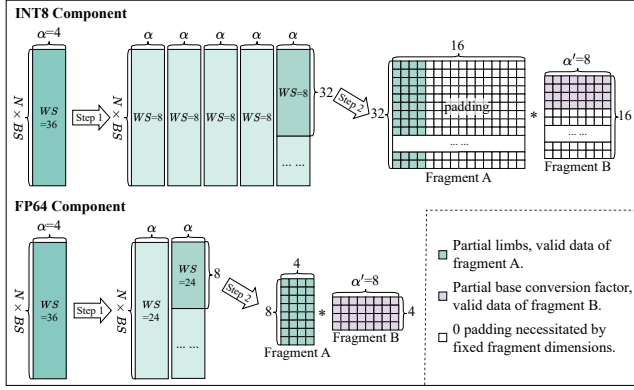 INT8 Component
α=4
N × BS
WS
=36
Step 1
N × BS
α
α
α
α
α
WS=8
WS=8
WS=8
WS=8
WS=8
... ...
32
Step 2
16
32
padding
... ...
Fragment A
*
α'=8
... ...
16
Fragment B
FP64 Component
α=4
N × BS
WS
=36
Step 1
N × BS
α
α
WS
=24
WS
=24
... ...
8
Step 2
4
8
Fragment A
*
α'=8
4
Fragment B
Partial limbs, valid data of
fragment A.
Partial base conversion factor,
valid data of fragment B.
0 padding necessitated by
fixed fragment dimensions.